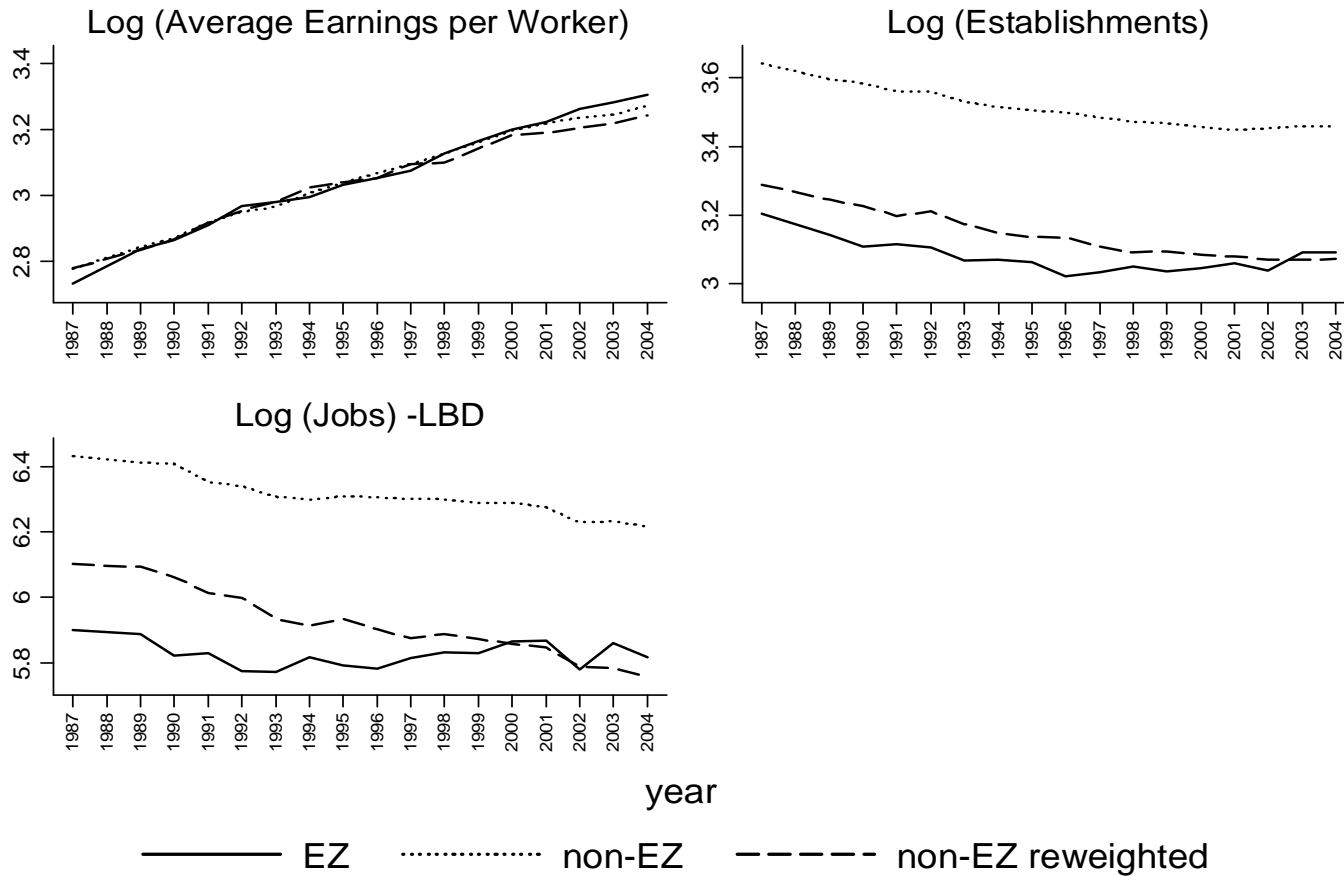 Log (Average Earnings per Worker)
3.4
3.2
3
2.8
1987 1988 1989 1990 1991 1992 1993 1994 1995 1996 1997 1998 1999 2000 2001 2002 2003 2004
Log (Establishments)
3.6
3.4
3.2
3
1987 1988 1989 1990 1991 1992 1993 1994 1995 1996 1997 1998 1999 2000 2001 2002 2003 2004
Log (Jobs) -LBD
6.4
6.2
6
5.8
1987 1988 1989 1990 1991 1992 1993 1994 1995 1996 1997 1998 1999 2000 2001 2002 2003 2004
year
EZ non-EZ non-EZ reweighted